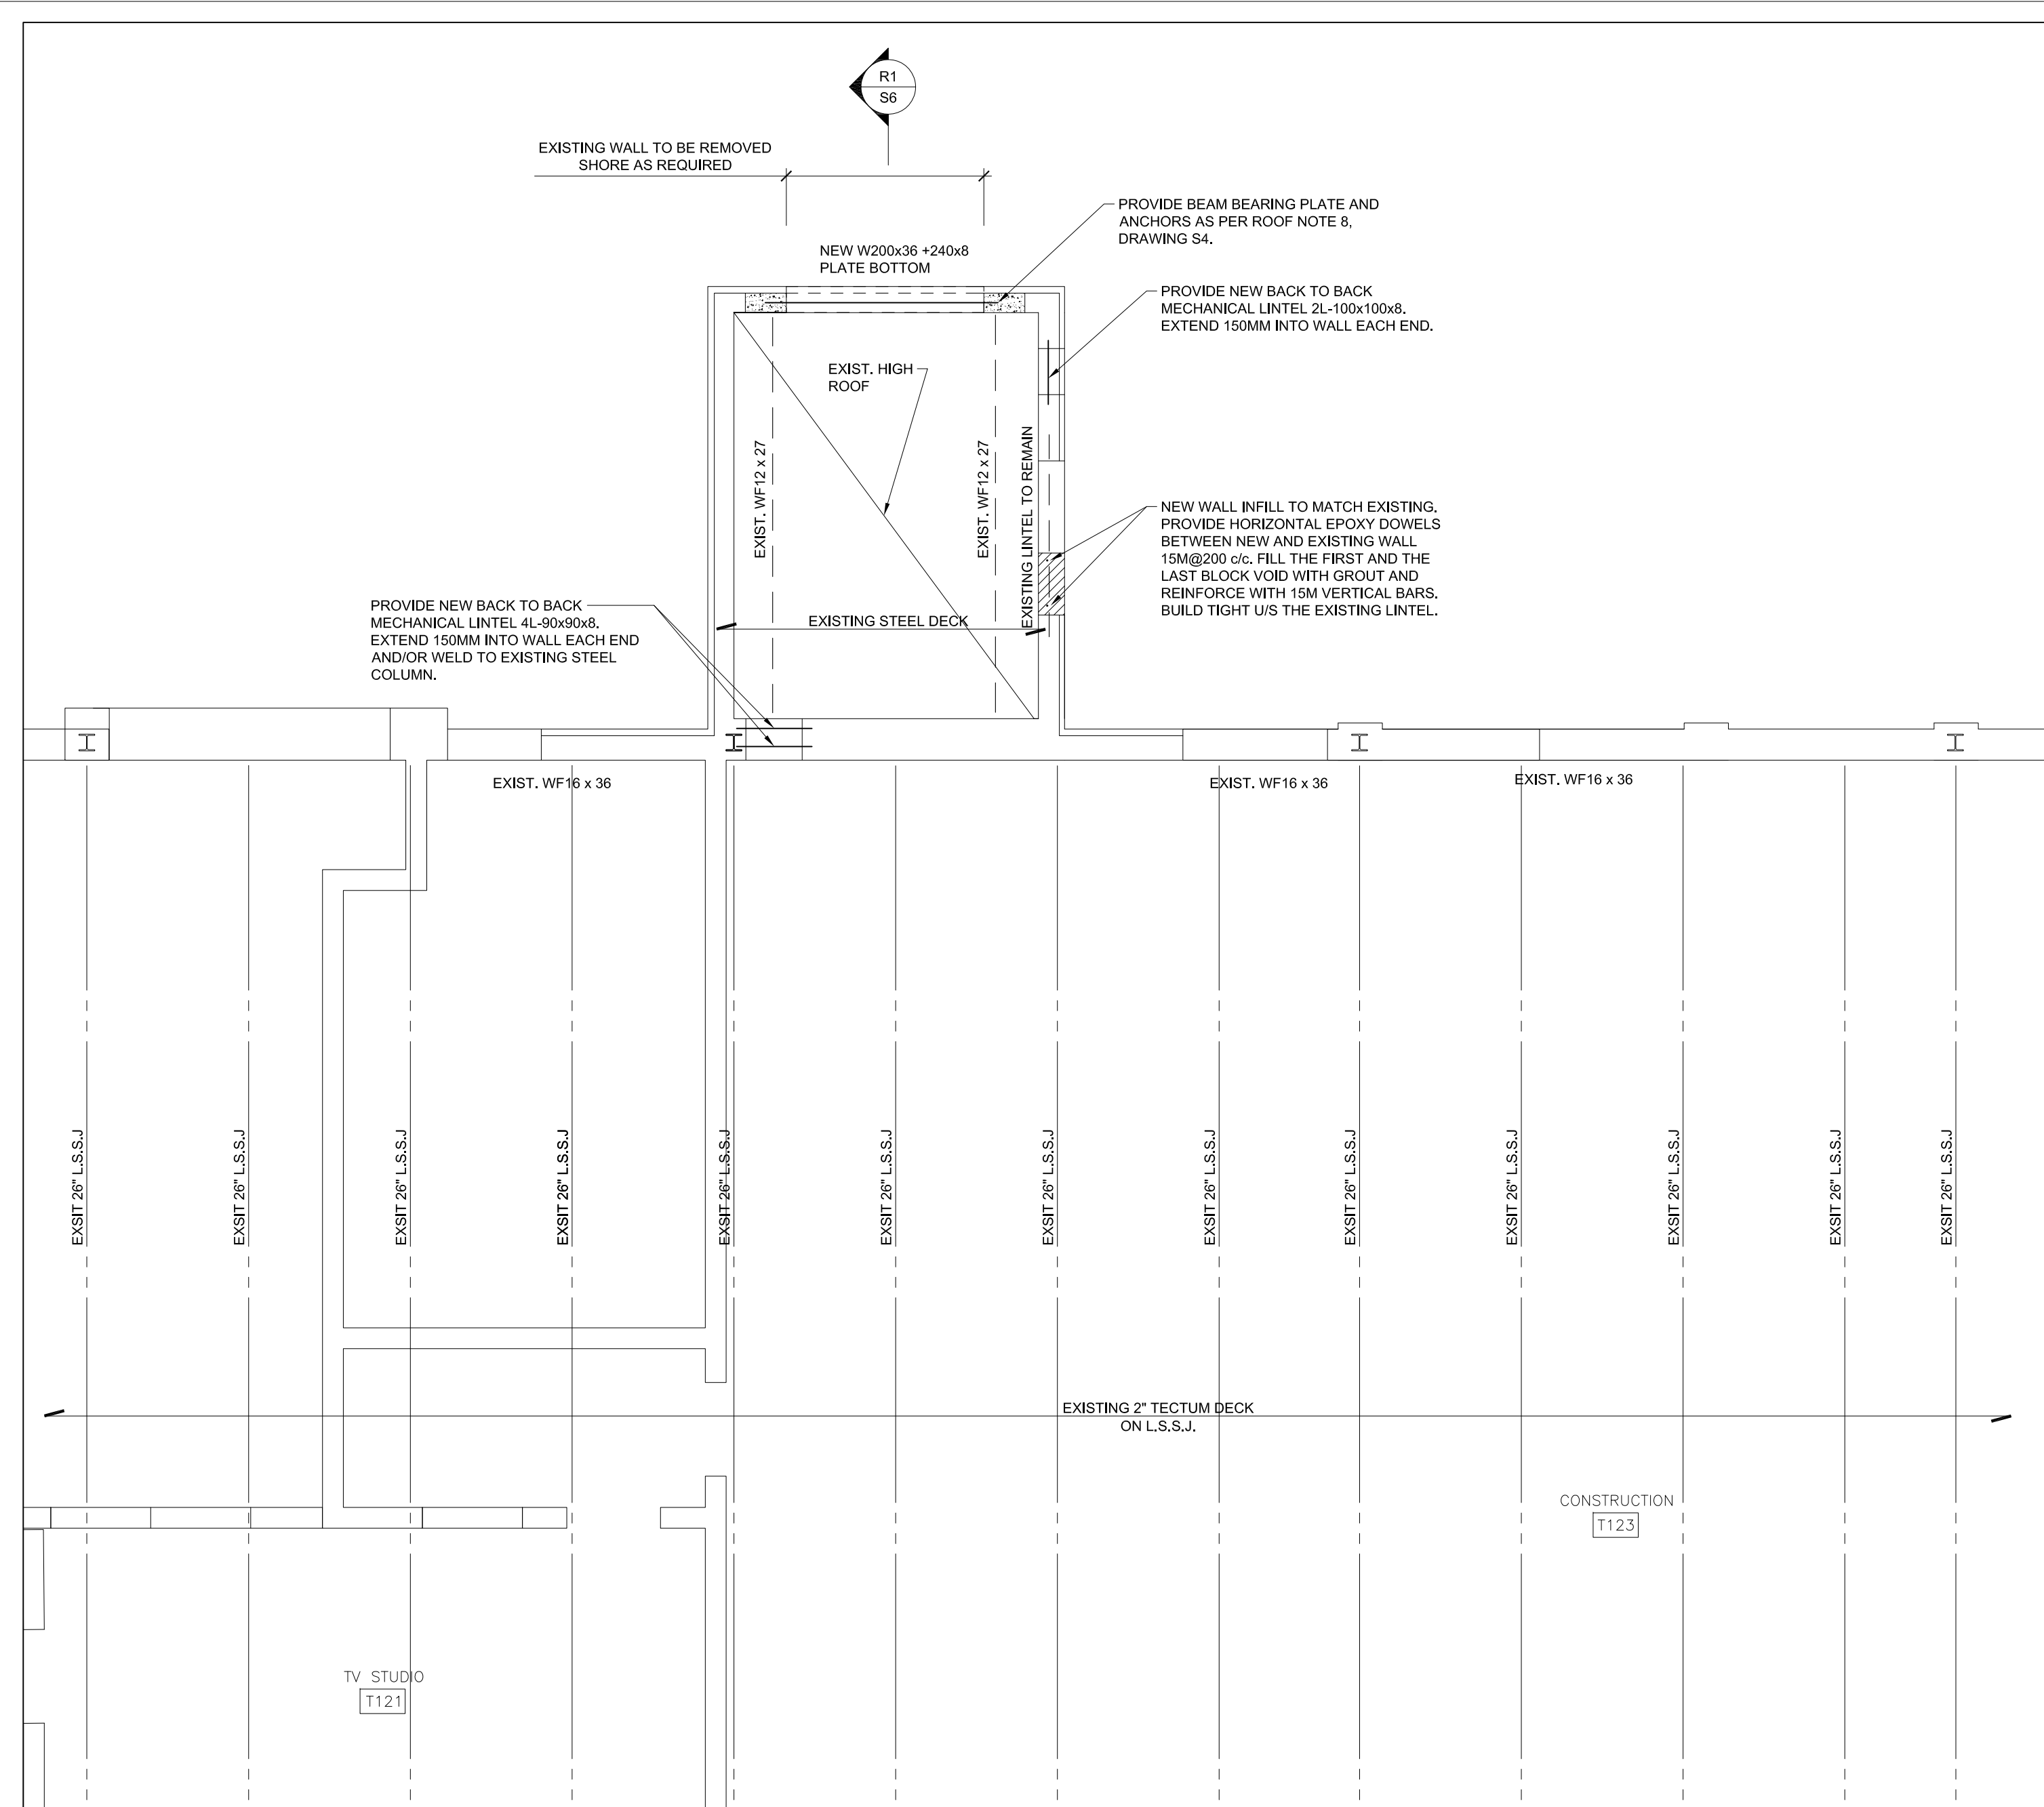 R1
S6
EXISTING WALL TO BE REMOVED
SHORE AS REQUIRED
PROVIDE BEAM BEARING PLATE AND
ANCHORS AS PER ROOF NOTE 8,
DRAWING S4.
NEW W200x36 +240x8
PLATE BOTTOM
PROVIDE NEW BACK TO BACK
MECHANICAL LINTEL 2L-100x100x8.
EXTEND 150MM INTO WALL EACH END.
EXIST. HIGH
ROOF
EXIST. WF12 x 27
EXIST. WF12 x 27
EXISTING LINTEL TO REMAIN
NEW WALL INFILL TO MATCH EXISTING.
PROVIDE HORIZONTAL EPOXY DOWELS
BETWEEN NEW AND EXISTING WALL
15M@200 c/c. FILL THE FIRST AND THE
LAST BLOCK VOID WITH GROUT AND
REINFORCE WITH 15M VERTICAL BARS.
BUILD TIGHT U/S THE EXISTING LINTEL.
PROVIDE NEW BACK TO BACK
MECHANICAL LINTEL 4L-90x90x8.
EXTEND 150MM INTO WALL EACH END
AND/OR WELD TO EXISTING STEEL
COLUMN.
EXISTING STEEL DECK
EXIST. WF16 x 36
EXIST. WF16 x 36
EXIST. WF16 x 36
EXSIT 26" L.S.S.J
EXSIT 26" L.S.S.J
EXSIT 26" L.S.S.J
EXSIT 26" L.S.S.J
EXSIT 26" L.S.S.J
EXSIT 26" L.S.S.J
EXSIT 26" L.S.S.J
EXSIT 26" L.S.S.J
EXSIT 26" L.S.S.J
EXSIT 26" L.S.S.J
EXSIT 26" L.S.S.J
EXSIT 26" L.S.S.J
EXSIT 26" L.S.S.J
EXISTING 2" TECTUM DECK
ON L.S.S.J.
CONSTRUCTION
T123
TV STUDIO
T121